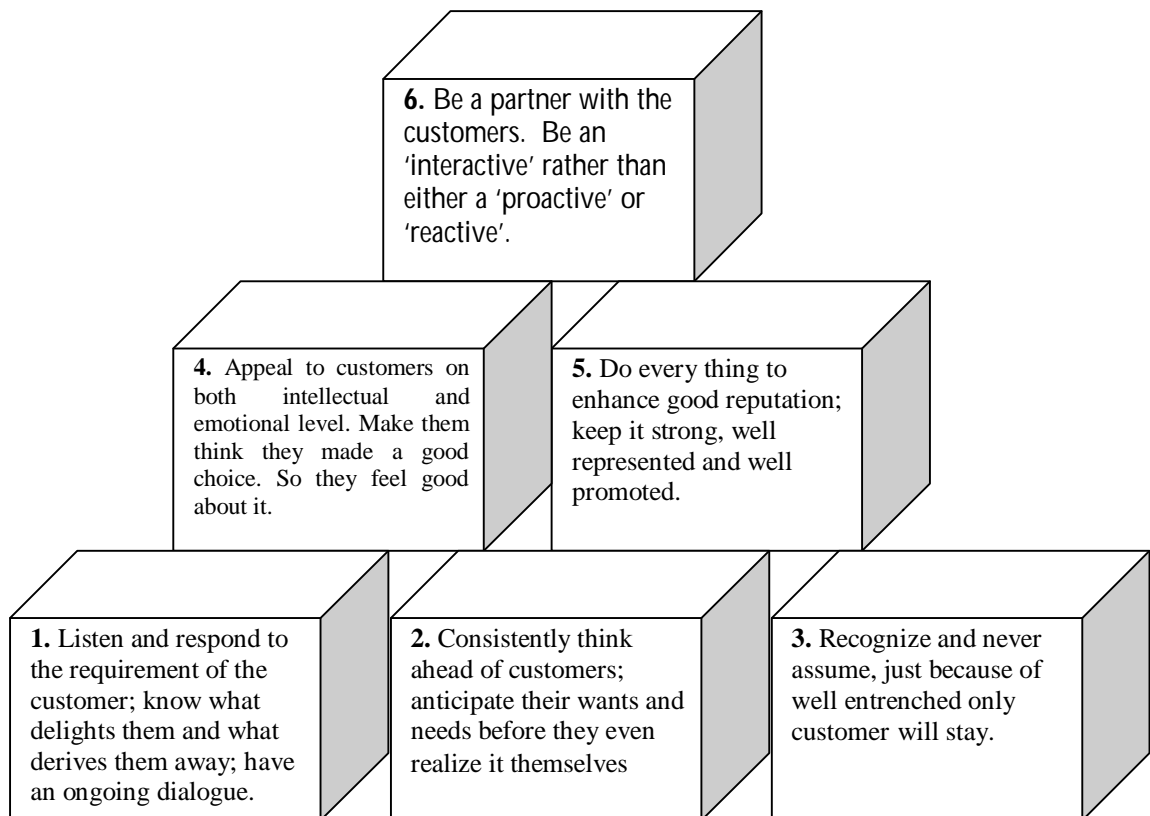 6. Be a partner with the
customers. Be an
‘interactive’ rather than
either a ‘proactive’ or
‘reactive’.
4. Appeal to customers on
both intellectual and
emotional level. Make them
think they made a good
choice. So they feel good
about it.
5. Do every thing to
enhance good reputation;
keep it strong, well
represented and well
promoted.
1. Listen and respond to
the requirement of the
customer; know what
delights them and what
derives them away; have
an ongoing dialogue.
2. Consistently think
ahead of customers;
anticipate their wants and
needs before they even
realize it themselves
3. Recognize and never
assume, just because of
well entrenched only
customer will stay.